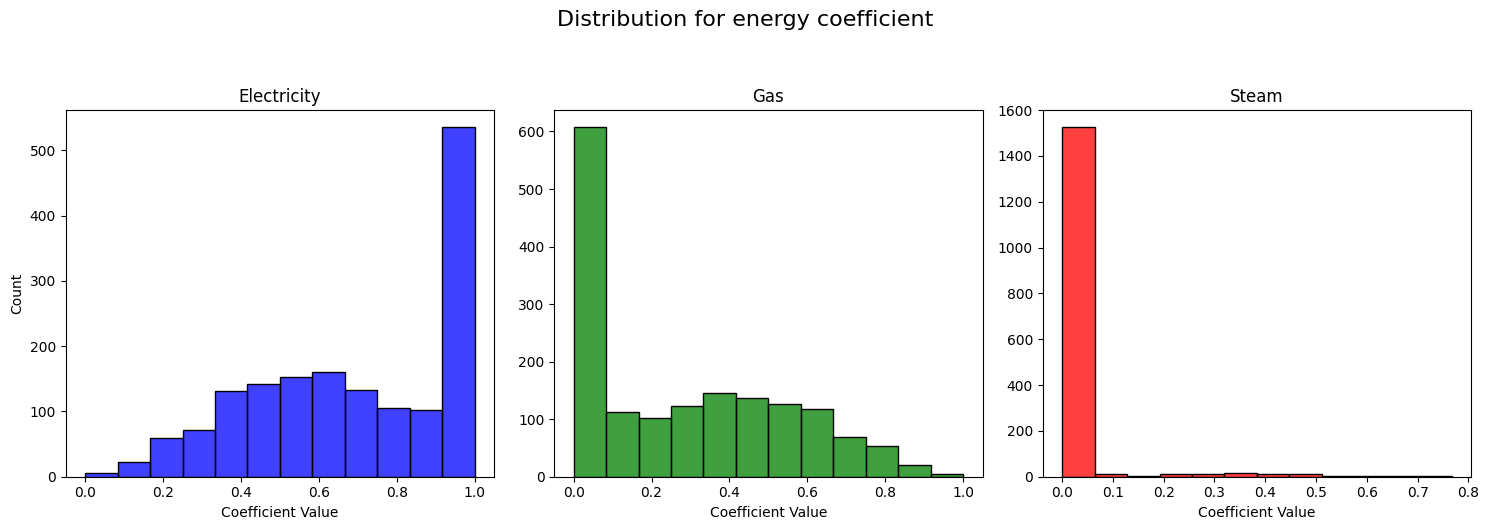 Distribution for energy coefficient
Electricity
Count
500
400
300
200
100
0
0.0 0.2 0.4 0.6 0.8 1.0
Coefficient Value
Gas
600
500
400
300
200
100
0
0.0 0.2 0.4 0.6 0.8 1.0
Coefficient Value
Steam
1600
1400
1200
1000
800
600
400
200
0
0.0 0.1 0.2 0.3 0.4 0.5 0.6 0.7 0.8
Coefficient Value